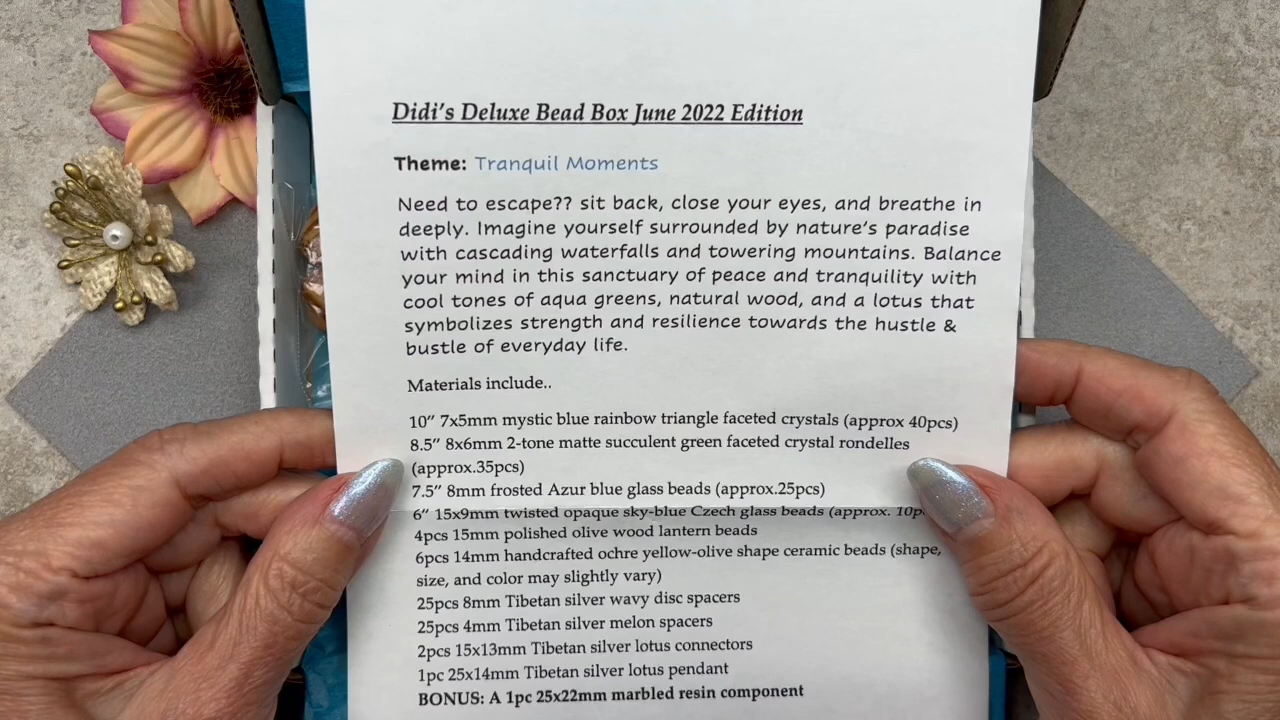 Didi's Deluxe Bead Box June 2022 Edition
Theme: Tranquil Moments
Need to escape?? sit back, close your eyes, and breathe in
deeply. Imagine yourself surrounded by nature's paradise
with cascading waterfalls and towering mountains. Balance
your mind in this sanctuary of peace and tranquility with
cool tones of aqua greens, natural wood, and a lotus that
symbolizes strength and resilience towards the hustle &
bustle of everyday life.
Materials include..
10" 7x5mm mystic blue rainbow triangle faceted crystals (approx 40pcs)
8.5" 8x6mm 2-tone matte succulent green faceted crystal rondelles
(approx.35pcs)
7.5" 8mm frosted Azur blue glass beads (approx.25pcs)
6" 15x9mm twisted opaque sky-blue Czech glass beads (approx.
4pcs 15mm polished olive wood lantern beads
6pcs 14mm handcrafted ochre yellow-olive shape ceramic beads (shape,
size, and color may slightly vary)
25pcs 8mm Tibetan silver wavy disc spacers
25pcs 4mm Tibetan silver melon spacers
2pcs 15x13mm Tibetan silver lotus connectors
1pc 25x14mm Tibetan silver lotus pendant
BONUS: A 1pc 25x22mm marbled resin component